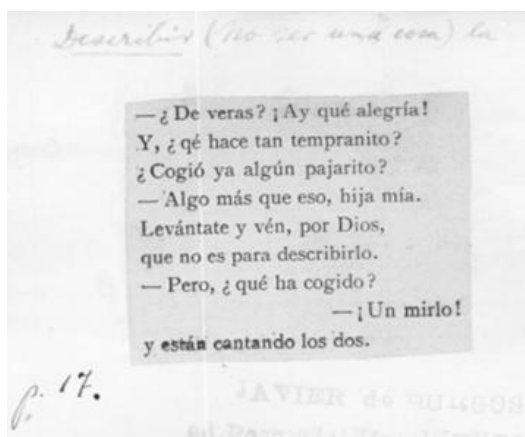 Describir (no ser una cosa) la
—¿De veras? ¡Ay qué alegría!
Y, ¿qé hace tan tempranito?
¿Cogió ya algún pajarito?
—Algo más que eso, hija mía.
Levántate y vén, por Dios,
que no es para describirlo.
—Pero, ¿qué ha cogido?
—¡Un mirlo!
y están cantando los dos.
p. 17.
JAVIER de BURGOS